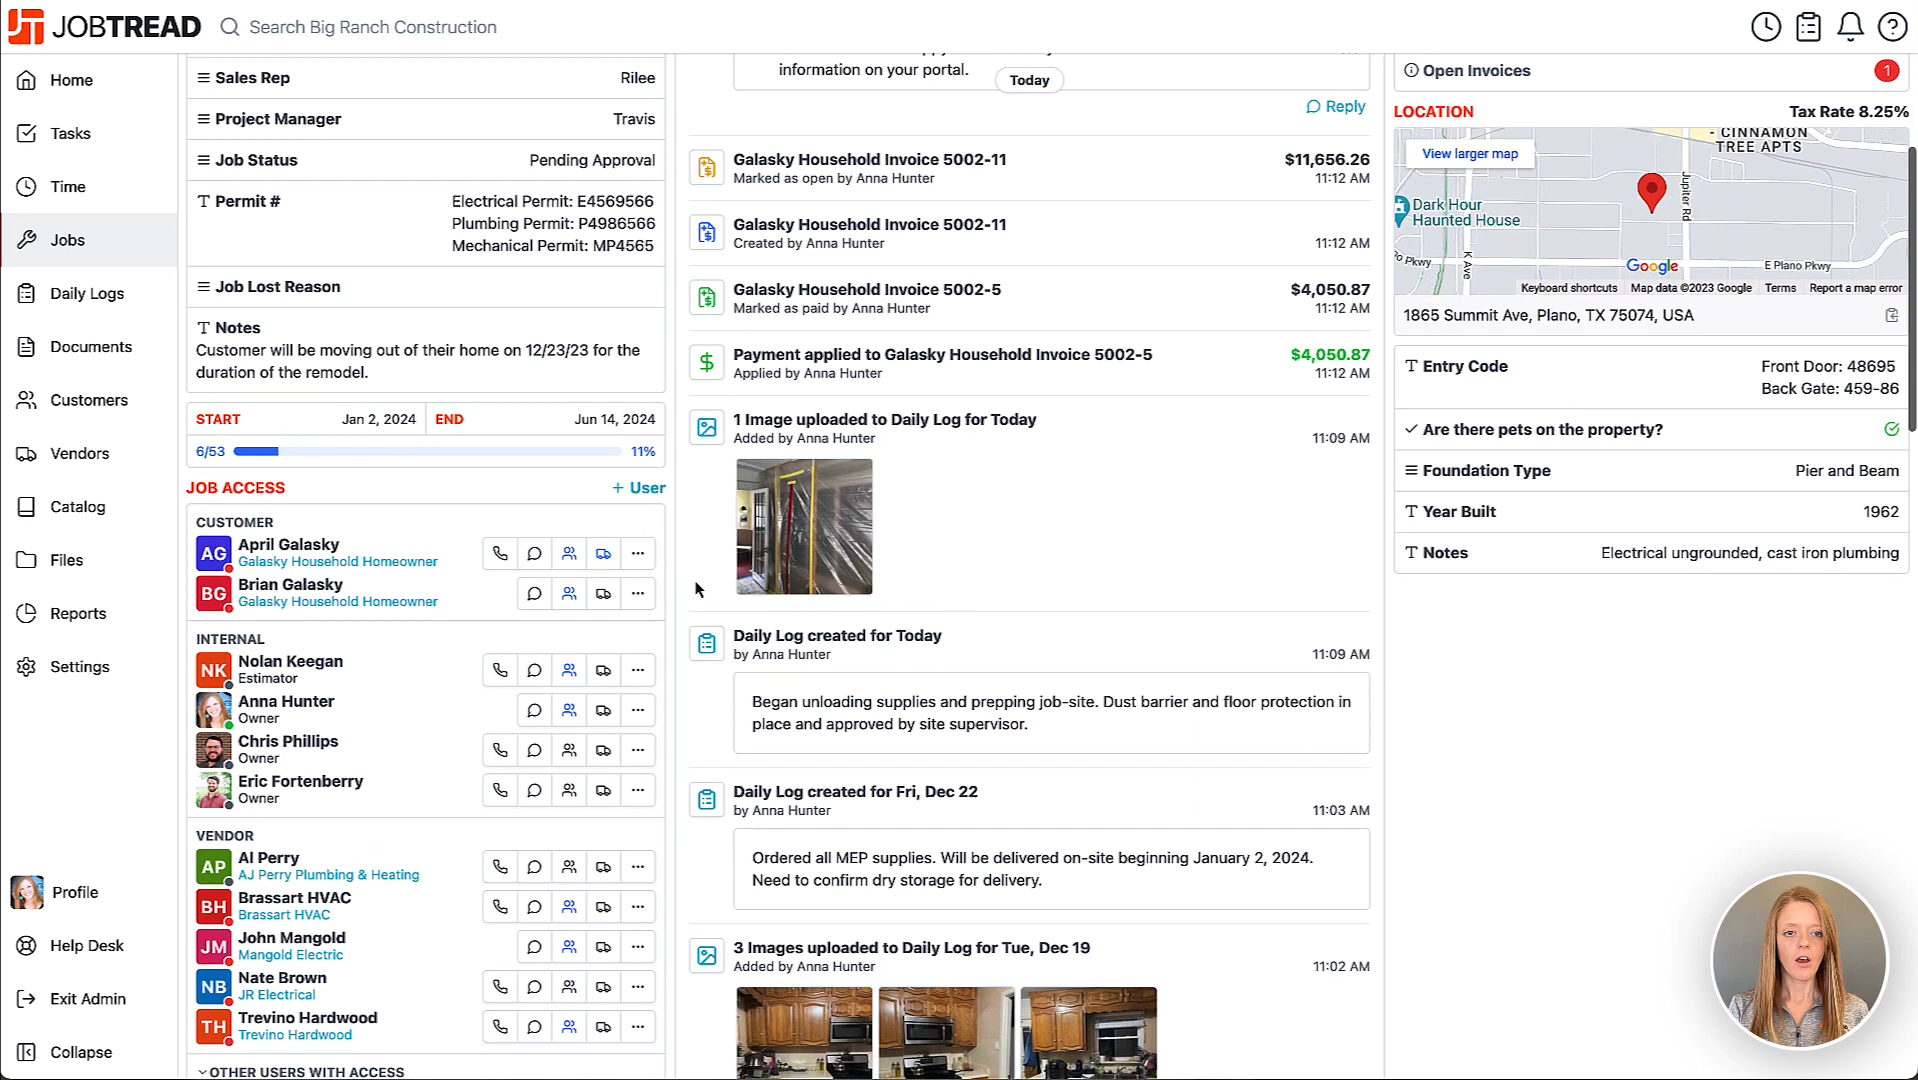 JOBTREAD
Search Big Ranch Construction
Home
Tasks
Time
Jobs
Daily Logs
Documents
Customers
Vendors
Catalog
Files
Reports
Settings
Profile
Help Desk
Exit Admin
Collapse
Sales Rep Rilee
Project Manager Travis
Job Status Pending Approval
Permit # Electrical Permit: E4569566
Plumbing Permit: P4986566
Mechanical Permit: MP4565
Job Lost Reason
Notes
Customer will be moving out of their home on 12/23/23 for the
duration of the remodel.
START Jan 2, 2024 END Jun 14, 2024
6/53 11%
JOB ACCESS + User
CUSTOMER
AG April Galasky
Galasky Household Homeowner
BG Brian Galasky
Galasky Household Homeowner
INTERNAL
NK Nolan Keegan
Estimator
Anna Hunter
Owner
Chris Phillips
Owner
Eric Fortenberry
Owner
VENDOR
AP Al Perry
AJ Perry Plumbing & Heating
BH Brassart HVAC
Brassart HVAC
JM John Mangold
Mangold Electric
NB Nate Brown
JR Electrical
TH Trevino Hardwood
Trevino Hardwood
OTHER USERS WITH ACCESS
information on your portal.
Today
Reply
Galasky Household Invoice 5002-11 $11,656.26
Marked as open by Anna Hunter 11:12 AM
Galasky Household Invoice 5002-11
Created by Anna Hunter 11:12 AM
Galasky Household Invoice 5002-5 $4,050.87
Marked as paid by Anna Hunter 11:12 AM
Payment applied to Galasky Household Invoice 5002-5 $4,050.87
Applied by Anna Hunter 11:12 AM
1 Image uploaded to Daily Log for Today
Added by Anna Hunter 11:09 AM
Daily Log created for Today
by Anna Hunter 11:09 AM
Began unloading supplies and prepping job-site. Dust barrier and floor protection in
place and approved by site supervisor.
Daily Log created for Fri, Dec 22
by Anna Hunter 11:03 AM
Ordered all MEP supplies. Will be delivered on-site beginning January 2, 2024.
Need to confirm dry storage for delivery.
3 Images uploaded to Daily Log for Tue, Dec 19
Added by Anna Hunter 11:02 AM
Open Invoices 1
LOCATION Tax Rate 8.25%
View larger map
CINNAMON
TREE APTS
Dark Hour
Haunted House
Jupiter Rd
K Ave
o Pkwy
E Plano Pkwy
Google
Keyboard shortcuts Map data ©2023 Google Terms Report a map error
1865 Summit Ave, Plano, TX 75074, USA
Entry Code Front Door: 48695
Back Gate: 459-86
Are there pets on the property?
Foundation Type Pier and Beam
Year Built 1962
Notes Electrical ungrounded, cast iron plumbing